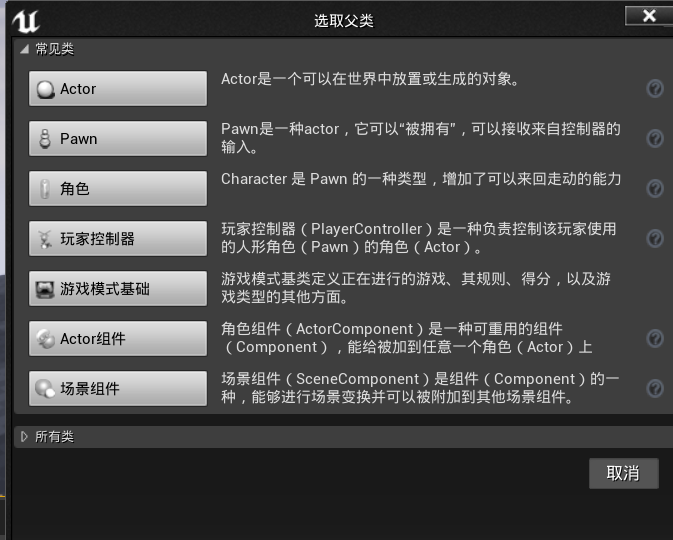 选取父类
常见类
Actor
Actor是一个可以在世界中放置或生成的对象。
Pawn
Pawn是一种actor，它可以“被拥有”，可以接收来自控制器的
输入。
角色
Character 是 Pawn 的一种类型，增加了可以来回走动的能力
玩家控制器
玩家控制器（PlayerController）是一种负责控制该玩家使用
的人形角色（Pawn）的角色（Actor）。
游戏模式基础
游戏模式基类定义正在进行的游戏、其规则、得分，以及游
戏类型的其他方面。
Actor组件
角色组件（ActorComponent）是一种可重用的组件
（Component），能给被加到任意一个角色（Actor）上
场景组件
场景组件（SceneComponent）是组件（Component）的一
种，能够进行场景变换并可以被附加到其他场景组件。
所有类
取消